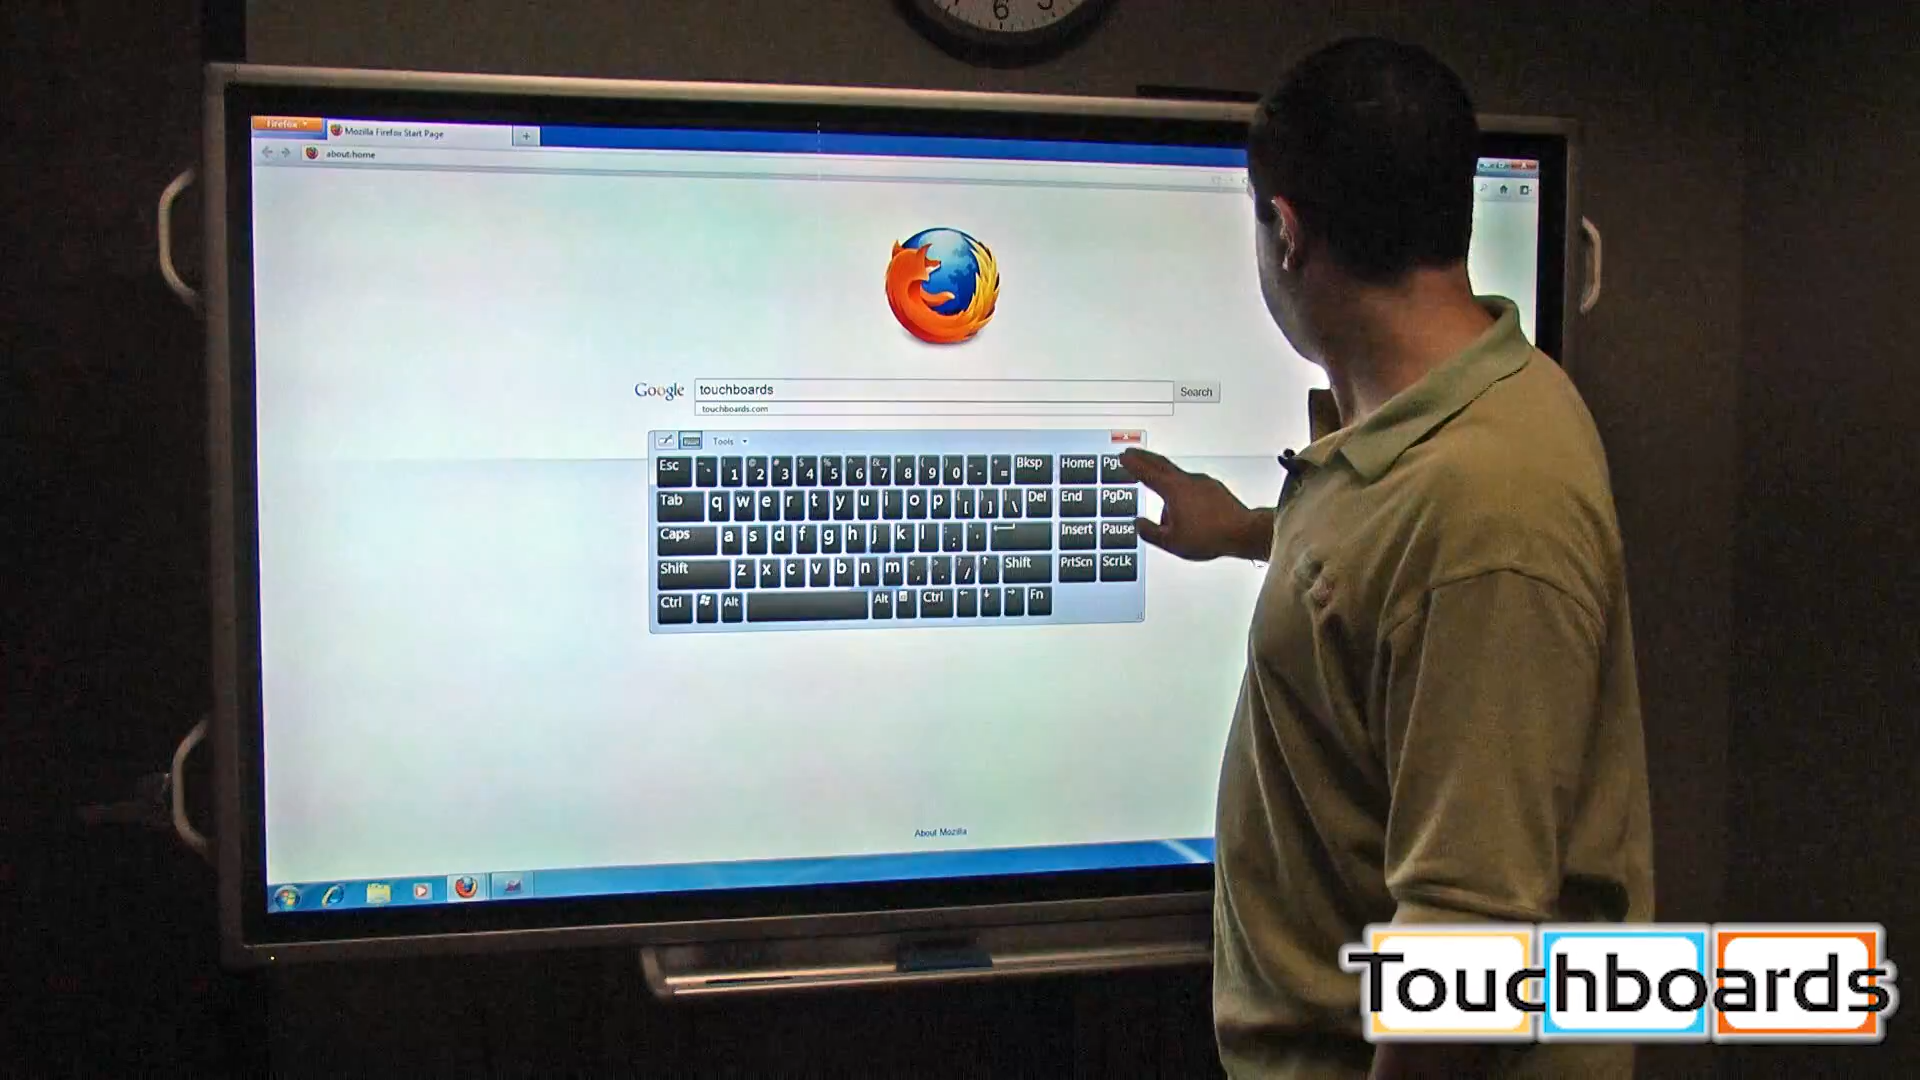 6 5
Firefox
Mozilla Firefox Start Page
+
about:home
Google touchboards Search
touchboards.com
Tools
Esc ~ ` ! 1 @ 2 # 3 $ 4 % 5 ^ 6 & 7 * 8 ( 9 ) 0 _ - + = Bksp Home
Tab q w e r t y u i o p { [ } ] | \ Del End PgDn
Caps a s d f g h j k l : ; " ' Insert Pause
Shift z x c v b n m < , > . ? / ↑ Shift PrtScn ScrLk
Ctrl Alt Alt Ctrl ← ↓ → Fn
About Mozilla
Touchboards